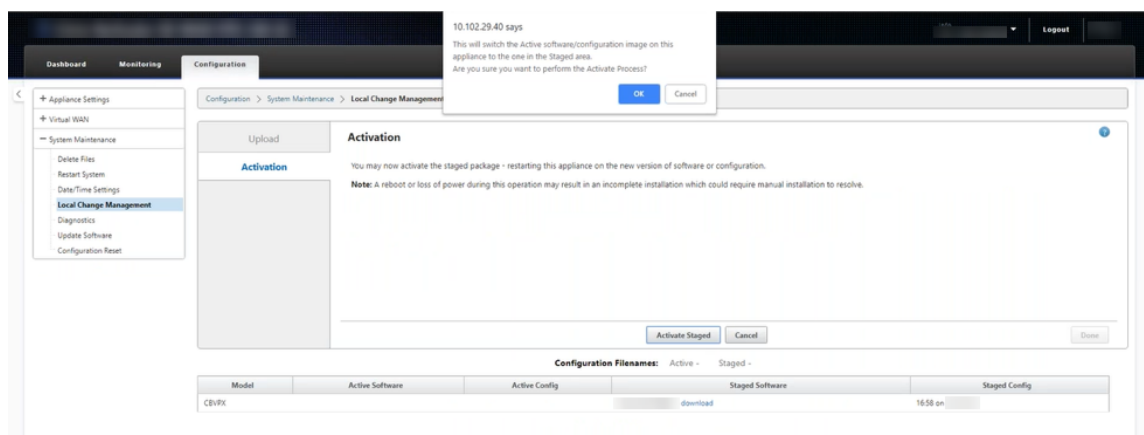 10.102.29.40 says
This will switch the Active software/configuration image on this
appliance to the one in the Staged area.
Are you sure you want to perform the Activate Process?
OK Cancel
Logout
Dashboard Monitoring Configuration
+ Appliance Settings
+ Virtual WAN
− System Maintenance
Delete Files
Restart System
Date/Time Settings
Local Change Management
Diagnostics
Update Software
Configuration Reset
Configuration > System Maintenance > Local Change Management
Upload
Activation
Activation
?
You may now activate the staged package - restarting this appliance on the new version of software or configuration.
Note: A reboot or loss of power during this operation may result in an incomplete installation which could require manual installation to resolve.
Activate Staged Cancel Done
Configuration Filenames: Active - Staged -
Model Active Software Active Config Staged Software Staged Config
CBVPX download 16:58 on